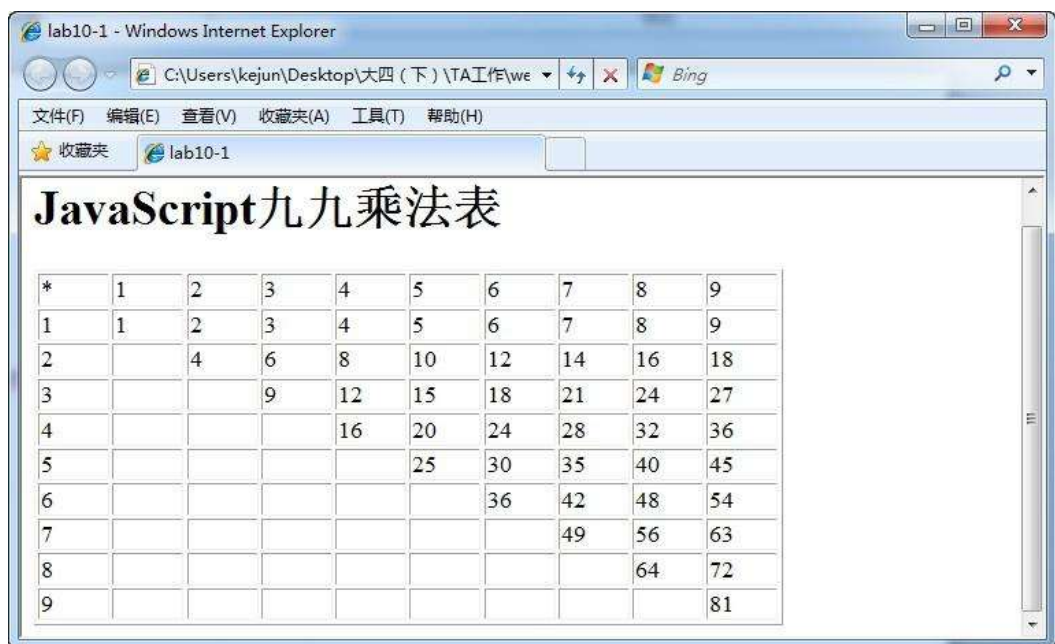 lab10-1 - Windows Internet Explorer
C:\Users\kejun\Desktop\大四（下）\TA工作\we Bing
文件(F) 编辑(E) 查看(V) 收藏夹(A) 工具(T) 帮助(H)
收藏夹 lab10-1
JavaScript九九乘法表
* 1 2 3 4 5 6 7 8 9
1 1 2 3 4 5 6 7 8 9
2 4 6 8 10 12 14 16 18
3 9 12 15 18 21 24 27
4 16 20 24 28 32 36
5 25 30 35 40 45
6 36 42 48 54
7 49 56 63
8 64 72
9 81